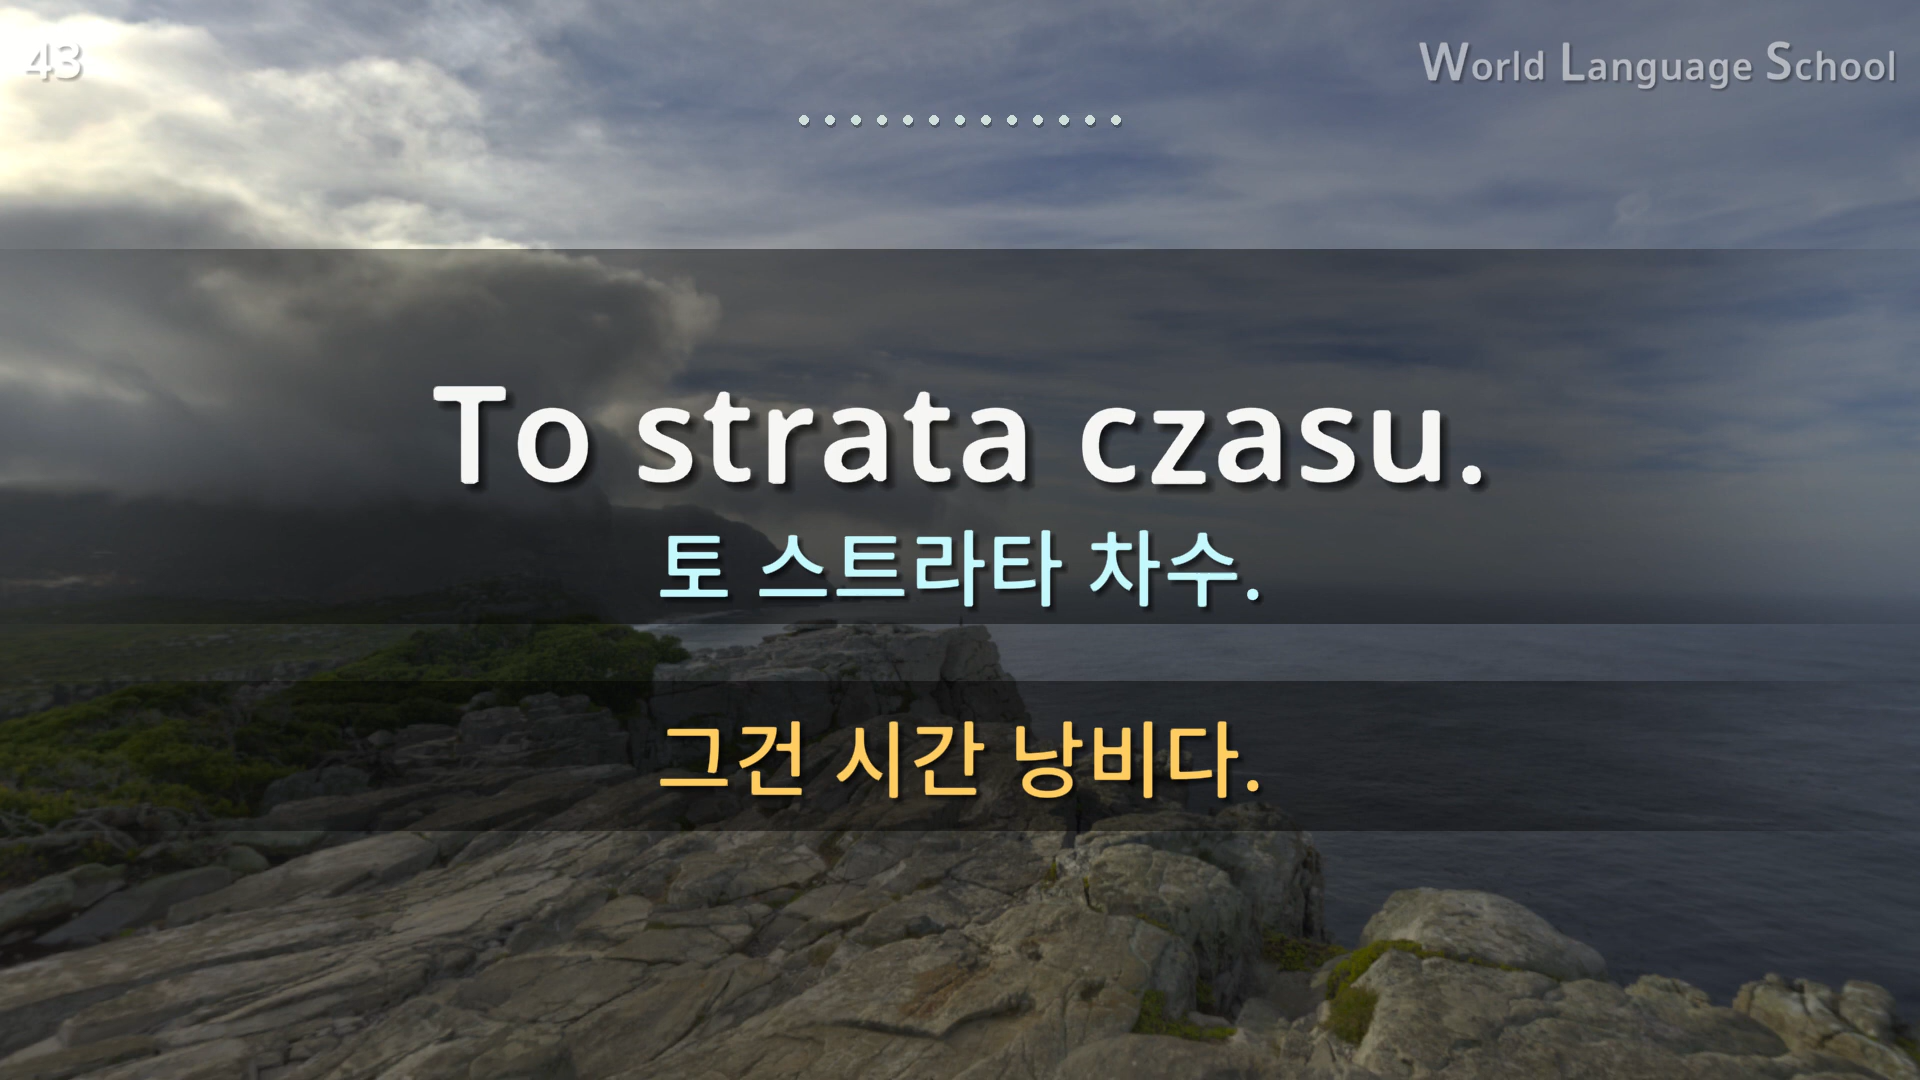 43
World Language School
To strata czasu.
토 스트라타 차수.
그건 시간 낭비다.